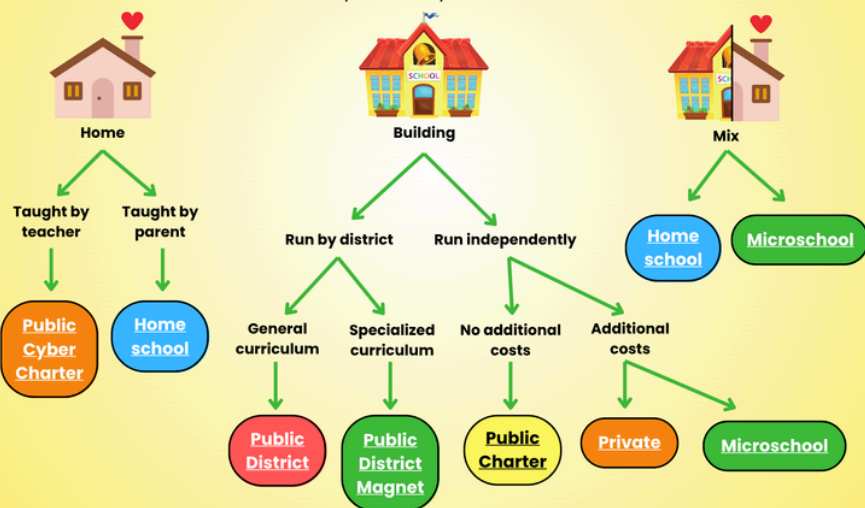 SCHOOL
SC
Home
Building
Mix
Taught by
teacher
Taught by
parent
Run by district
Run independently
Home
school
Microschool
Public
Cyber
Charter
Home
school
General
curriculum
Specialized
curriculum
No additional
costs
Additional
costs
Public
District
Public
District
Magnet
Public
Charter
Private
Microschool